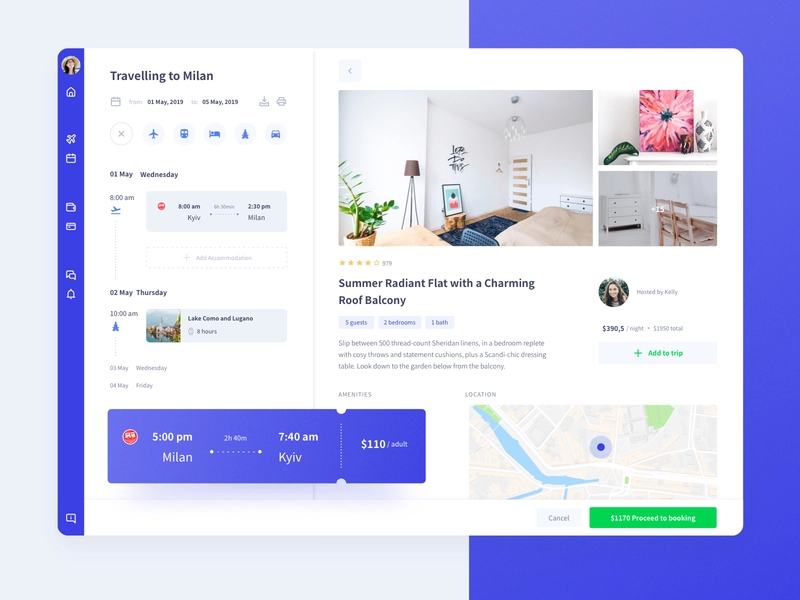 Travelling to Milan
from 01 May, 2019 to 05 May, 2019
01 May Wednesday
8:00 am
8:00 am 6h 30min 2:30 pm
Kyiv Milan
Add Accommodation
02 May Thursday
10:00 am
Lake Como and Lugano
8 hours
03 May Wednesday
04 May Friday
5:00 pm 2h 40m 7:40 am
Milan Kyiv
$110 / adult
let's
Do
this
979
Summer Radiant Flat with a Charming
Roof Balcony
5 guests 2 bedrooms 1 bath
Slip between 500 thread-count Sheridan linens, in a bedroom replete
with cosy throws and statement cushions, plus a Scandi-chic dressing
table. Look down to the garden below from the balcony.
Hosted by Kelly
$390,5 / night • $1950 total
Add to trip
AMENITIES
LOCATION
Cancel
$1170 Proceed to booking